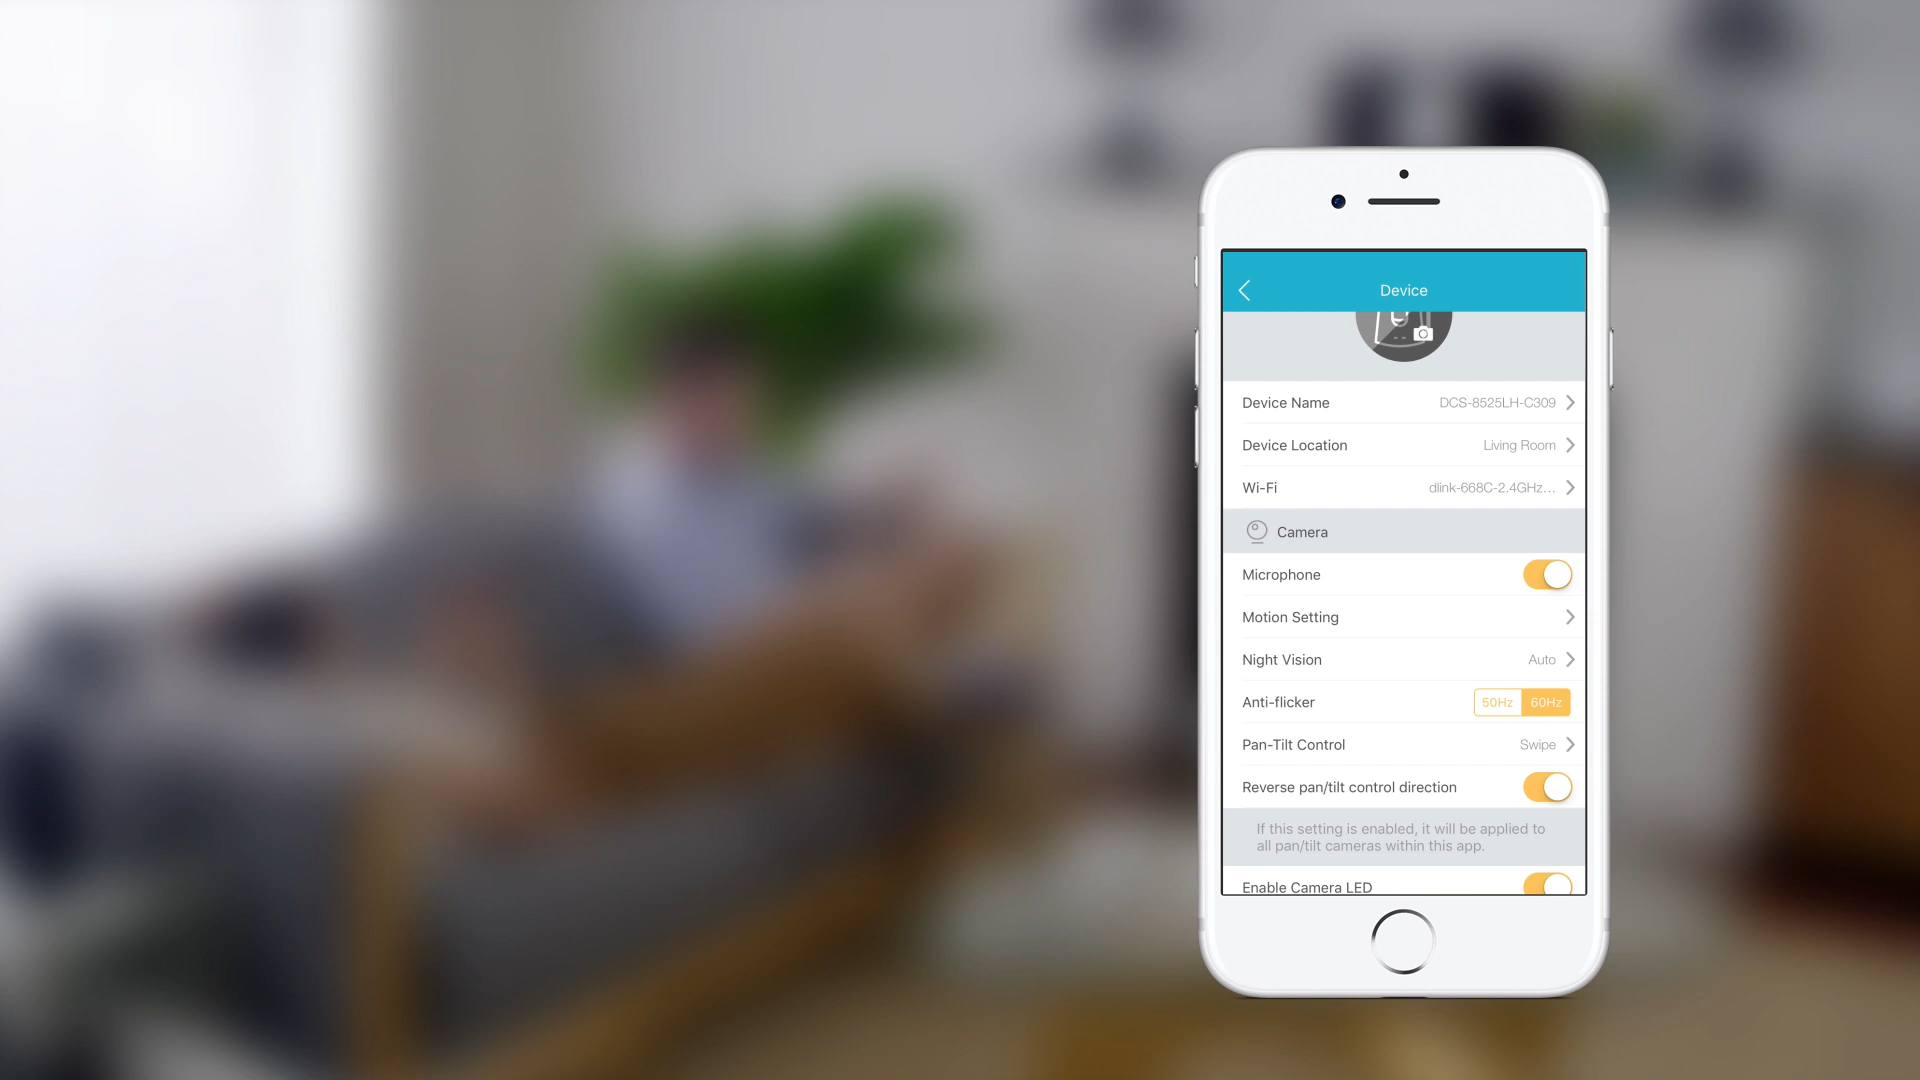 Device
Device Name DCS-8525LH-C309
Device Location Living Room
Wi-Fi dlink-668C-2.4GHz...
Camera
Microphone
Motion Setting
Night Vision Auto
Anti-flicker 50Hz 60Hz
Pan-Tilt Control Swipe
Reverse pan/tilt control direction
If this setting is enabled, it will be applied to
all pan/tilt cameras within this app.
Enable Camera LED